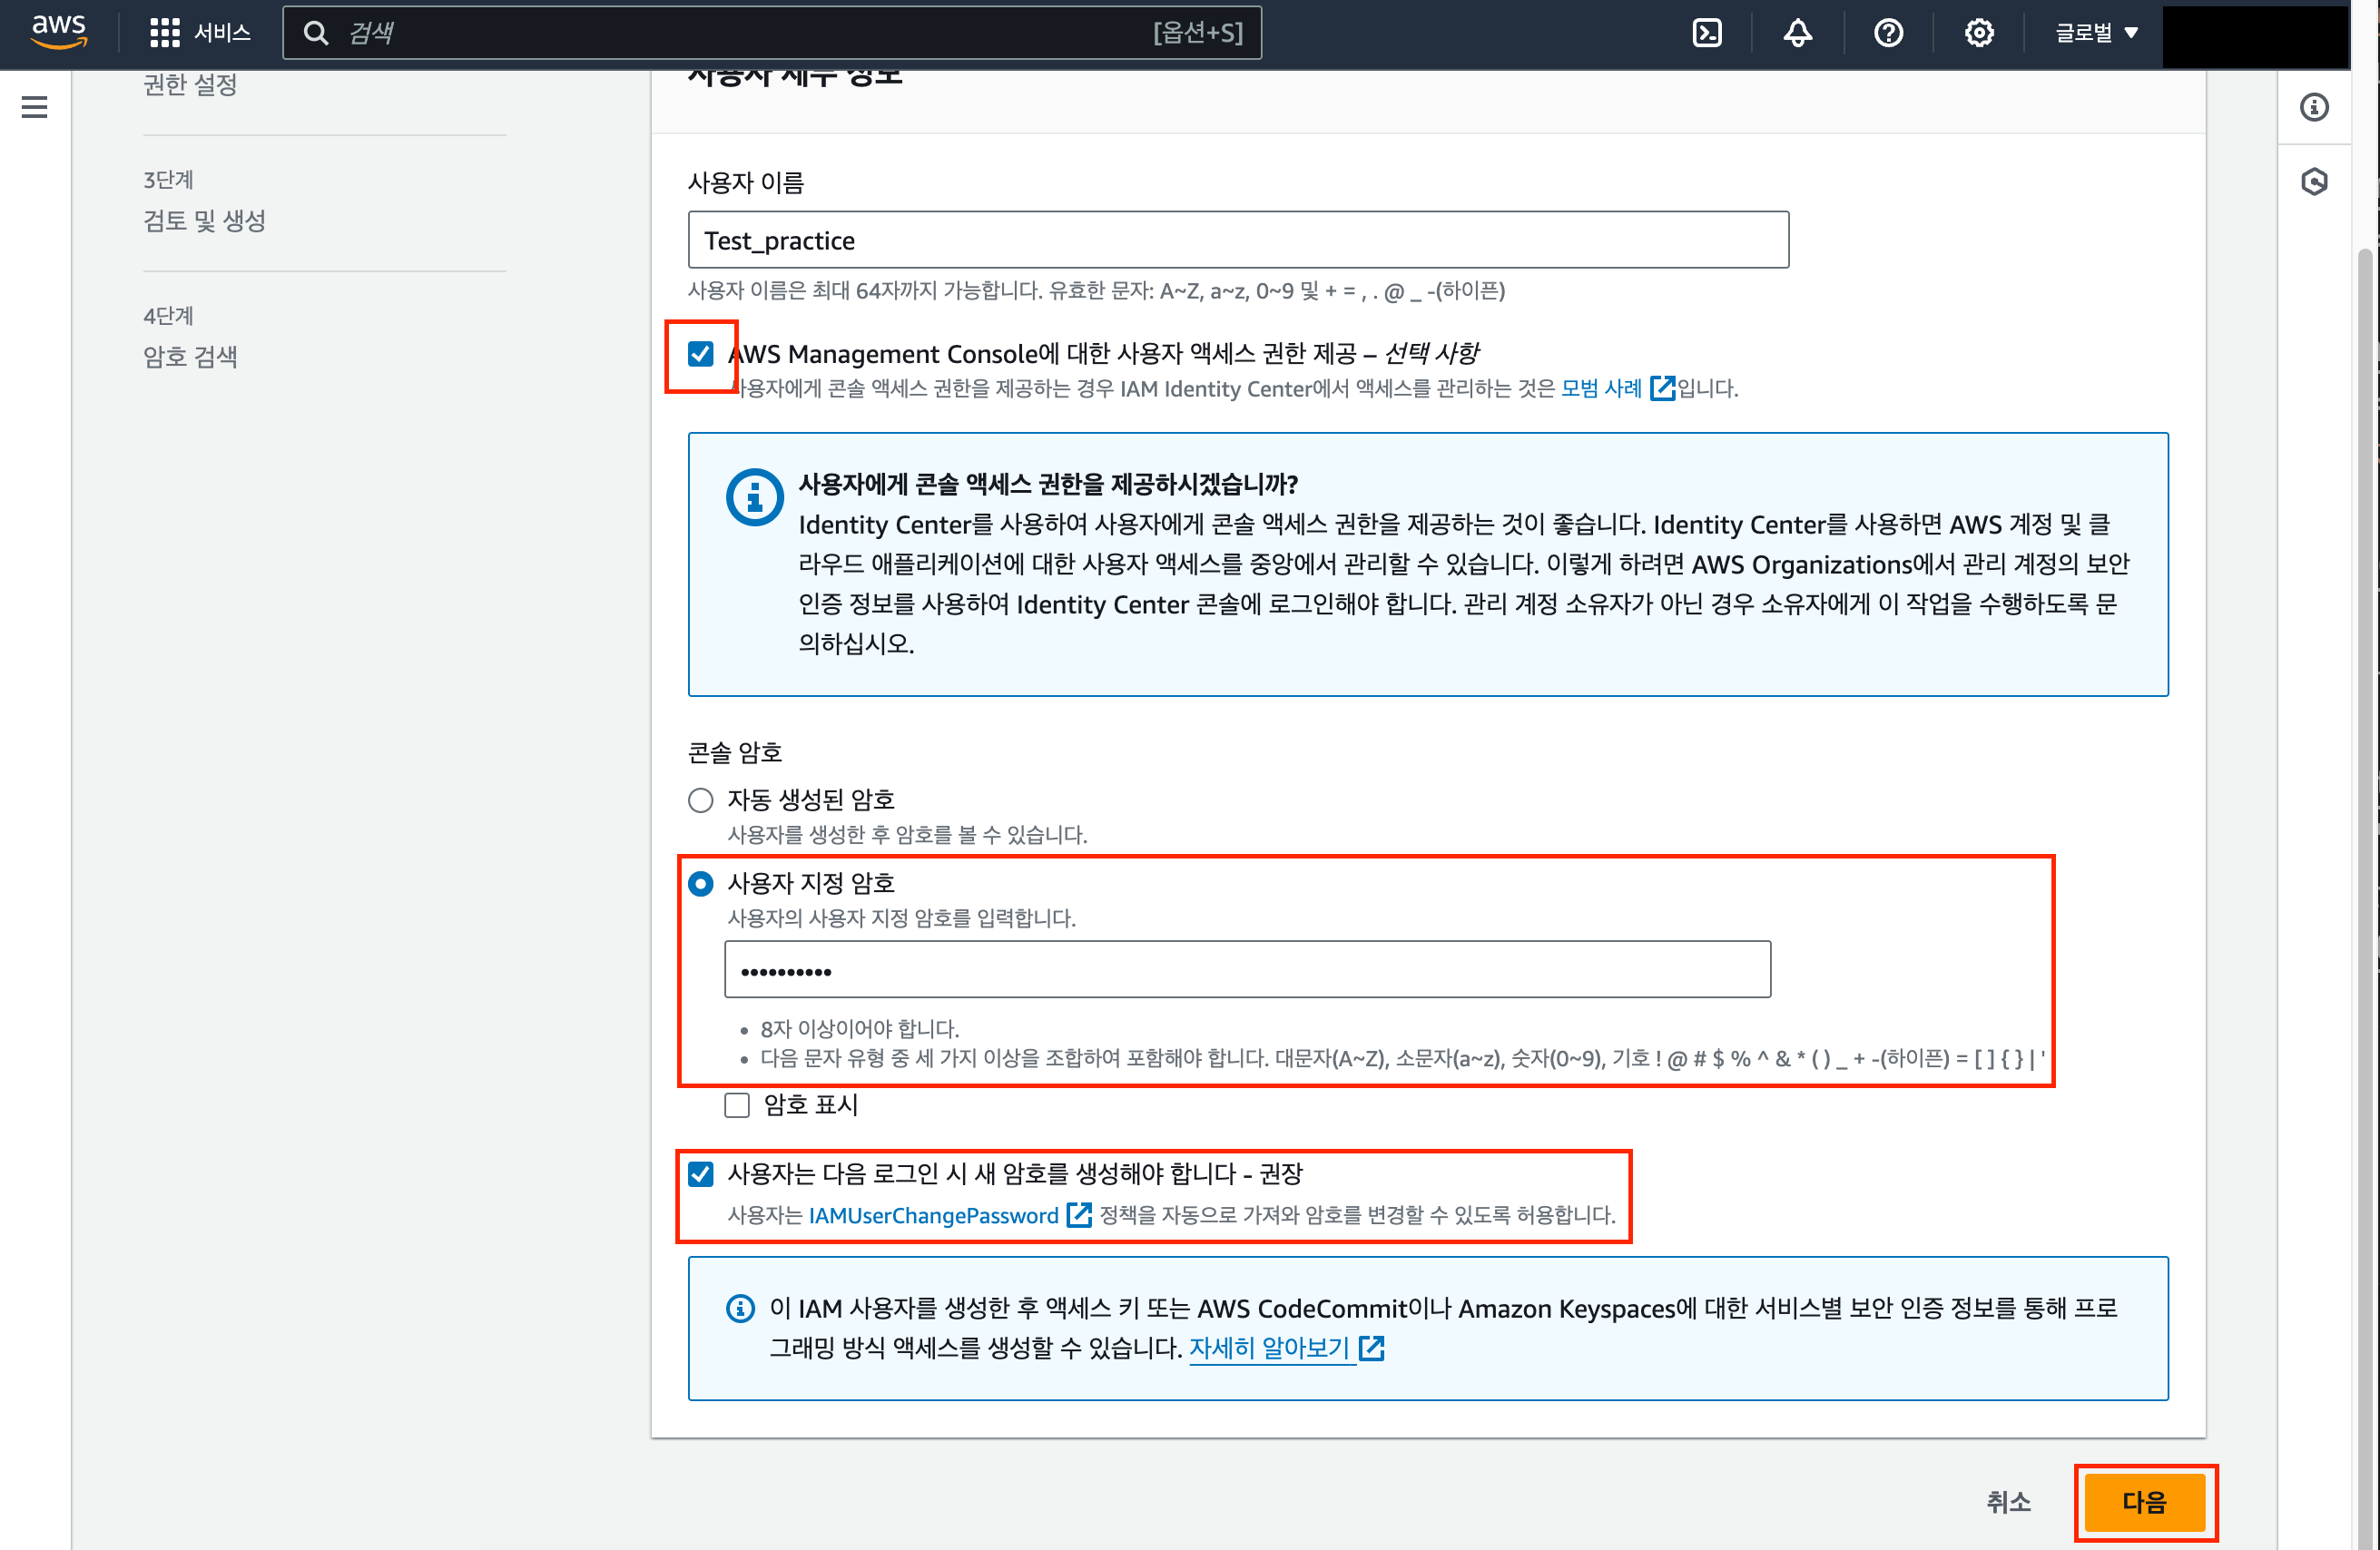 aws
서비스
검색
[옵션+S]
글로벌
권한 설정
3단계
검토 및 생성
4단계
암호 검색
사용자 세부 정보
사용자 이름
Test_practice
사용자 이름은 최대 64자까지 가능합니다. 유효한 문자: A~Z, a~z, 0~9 및 + = , . @ _ -(하이픈)
AWS Management Console에 대한 사용자 액세스 권한 제공 – 선택 사항
사용자에게 콘솔 액세스 권한을 제공하는 경우 IAM Identity Center에서 액세스를 관리하는 것은 모범 사례 입니다.
사용자에게 콘솔 액세스 권한을 제공하시겠습니까?
Identity Center를 사용하여 사용자에게 콘솔 액세스 권한을 제공하는 것이 좋습니다. Identity Center를 사용하면 AWS 계정 및 클
라우드 애플리케이션에 대한 사용자 액세스를 중앙에서 관리할 수 있습니다. 이렇게 하려면 AWS Organizations에서 관리 계정의 보안
인증 정보를 사용하여 Identity Center 콘솔에 로그인해야 합니다. 관리 계정 소유자가 아닌 경우 소유자에게 이 작업을 수행하도록 문
의하십시오.
콘솔 암호
자동 생성된 암호
사용자를 생성한 후 암호를 볼 수 있습니다.
사용자 지정 암호
사용자의 사용자 지정 암호를 입력합니다.
••••••••••
• 8자 이상이어야 합니다.
• 다음 문자 유형 중 세 가지 이상을 조합하여 포함해야 합니다. 대문자(A~Z), 소문자(a~z), 숫자(0~9), 기호 ! @ # $ % ^ & * ( ) _ + -(하이픈) = [ ] { } | '
암호 표시
사용자는 다음 로그인 시 새 암호를 생성해야 합니다 - 권장
사용자는 IAMUserChangePassword 정책을 자동으로 가져와 암호를 변경할 수 있도록 허용합니다.
이 IAM 사용자를 생성한 후 액세스 키 또는 AWS CodeCommit이나 Amazon Keyspaces에 대한 서비스별 보안 인증 정보를 통해 프로
그래밍 방식 액세스를 생성할 수 있습니다. 자세히 알아보기
취소
다음